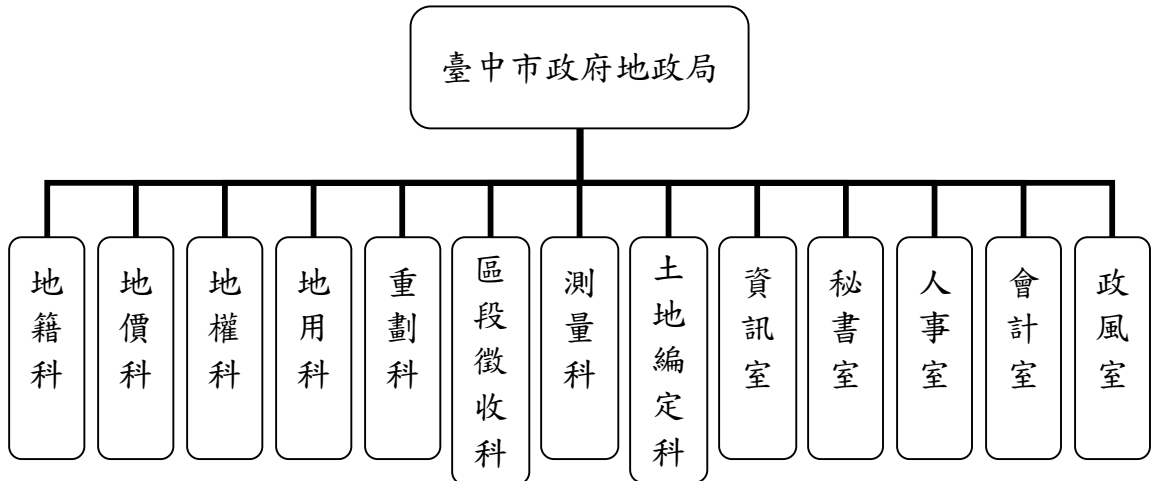 臺中市政府地政局
地籍科
地價科
地權科
地用科
重劃科
區段徵收科
測量科
土地編定科
資訊室
秘書室
人事室
會計室
政風室